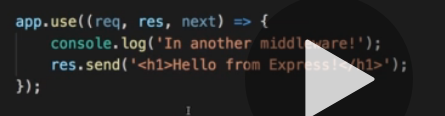 app.use((req, res, next) => {
console.log('In another middleware!');
res.send('<h1>Hello from Express!</h1>');
});